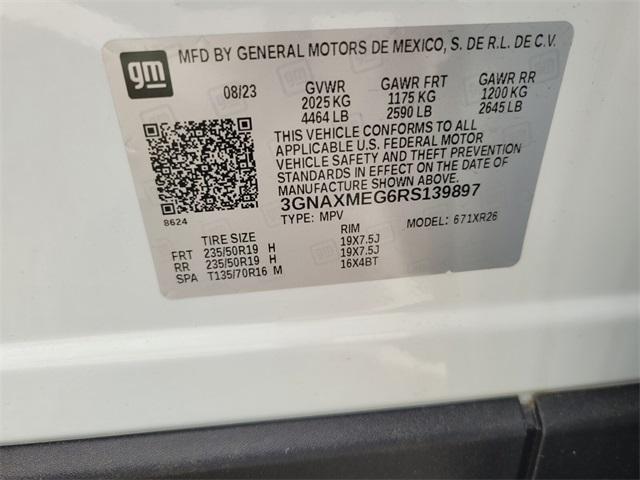 gm
MFD BY GENERAL MOTORS DE MEXICO, S. DE R.L. DE C.V.
08/23 GVWR GAWR FRT GAWR RR
2025 KG 1175 KG 1200 KG
4464 LB 2590 LB 2645 LB
THIS VEHICLE CONFORMS TO ALL
APPLICABLE U.S. FEDERAL MOTOR
VEHICLE SAFETY AND THEFT PREVENTION
STANDARDS IN EFFECT ON THE DATE OF
MANUFACTURE SHOWN ABOVE.
3GNAXMEG6RS139897
8624
TYPE: MPV MODEL: 671XR26
TIRE SIZE RIM
FRT 235/50R19 H 19X7.5J
RR 235/50R19 H 19X7.5J
SPA T135/70R16 M 16X4BT